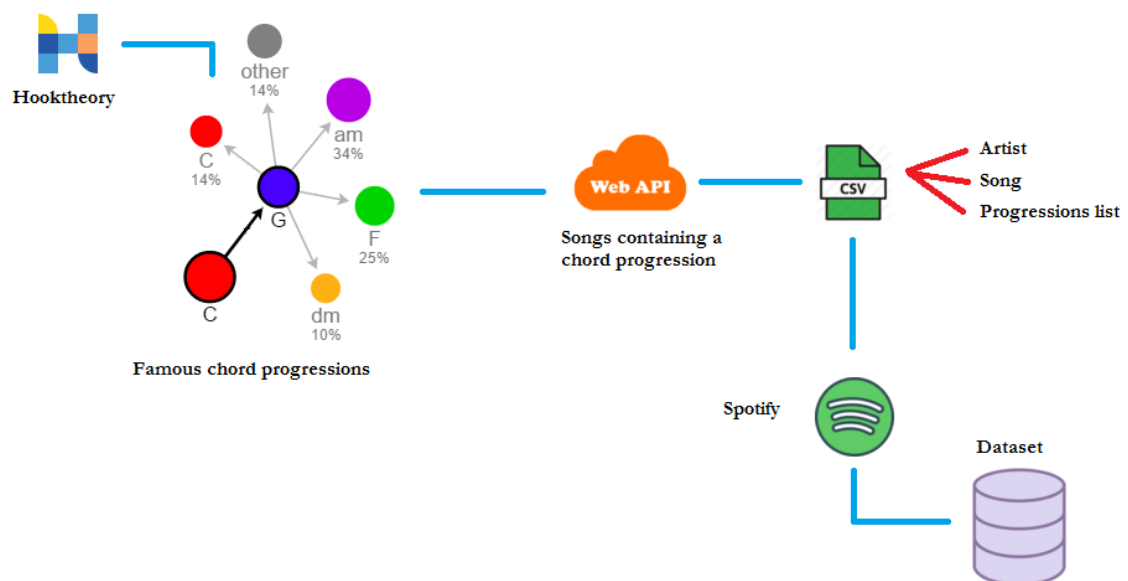 Hooktheory
other
14%
am
34%
C
14%
G
F
25%
C
dm
10%
Famous chord progressions
Web API
Songs containing a
chord progression
CSV
Artist
Song
Progressions list
Spotify
Dataset